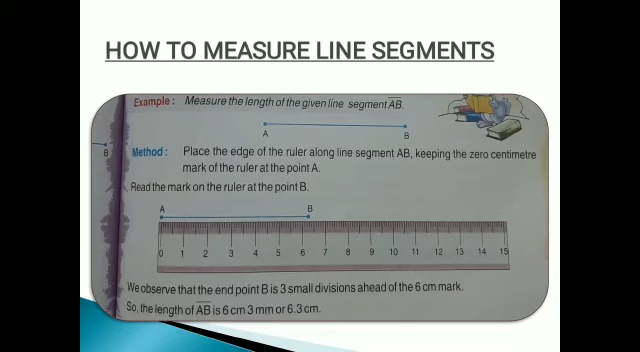 HOW TO MEASURE LINE SEGMENTS
Example: Measure the length of the given line segment AB.
A B
B
Method: Place the edge of the ruler along line segment AB, keeping the zero centimetre
mark of the ruler at the point A.
Read the mark on the ruler at the point B.
A B
0 1 2 3 4 5 6 7 8 9 10 11 12 13 14 15
We observe that the end point B is 3 small divisions ahead of the 6 cm mark.
So, the length of AB is 6 cm 3 mm or 6.3 cm.